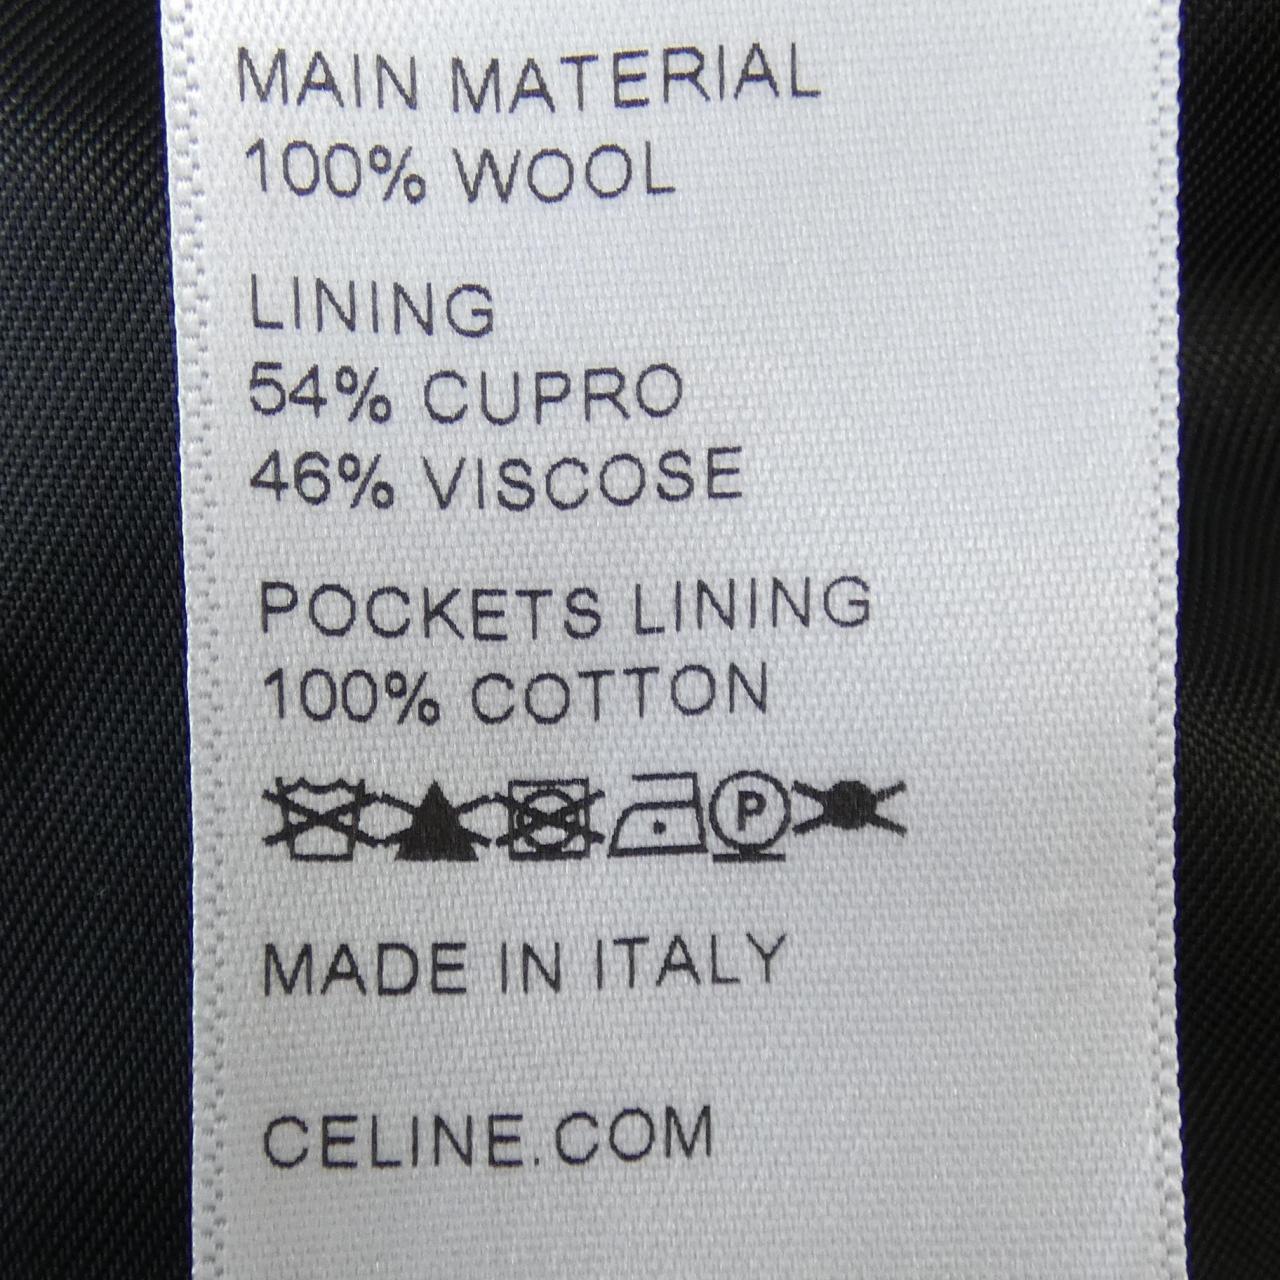 MAIN MATERIAL
100% WOOL
LINING
54% CUPRO
46% VISCOSE
POCKETS LINING
100% COTTON
P
MADE IN ITALY
CELINE.COM